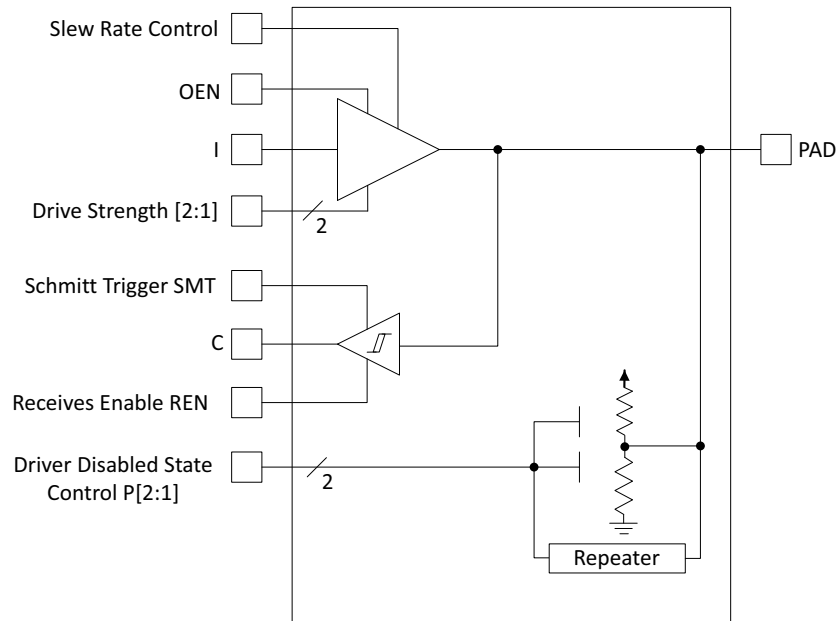 Slew Rate Control
OEN
I
PAD
Drive Strength [2:1]
2
Schmitt Trigger SMT
C
Receives Enable REN
Driver Disabled State
Control P[2:1]
2
Repeater